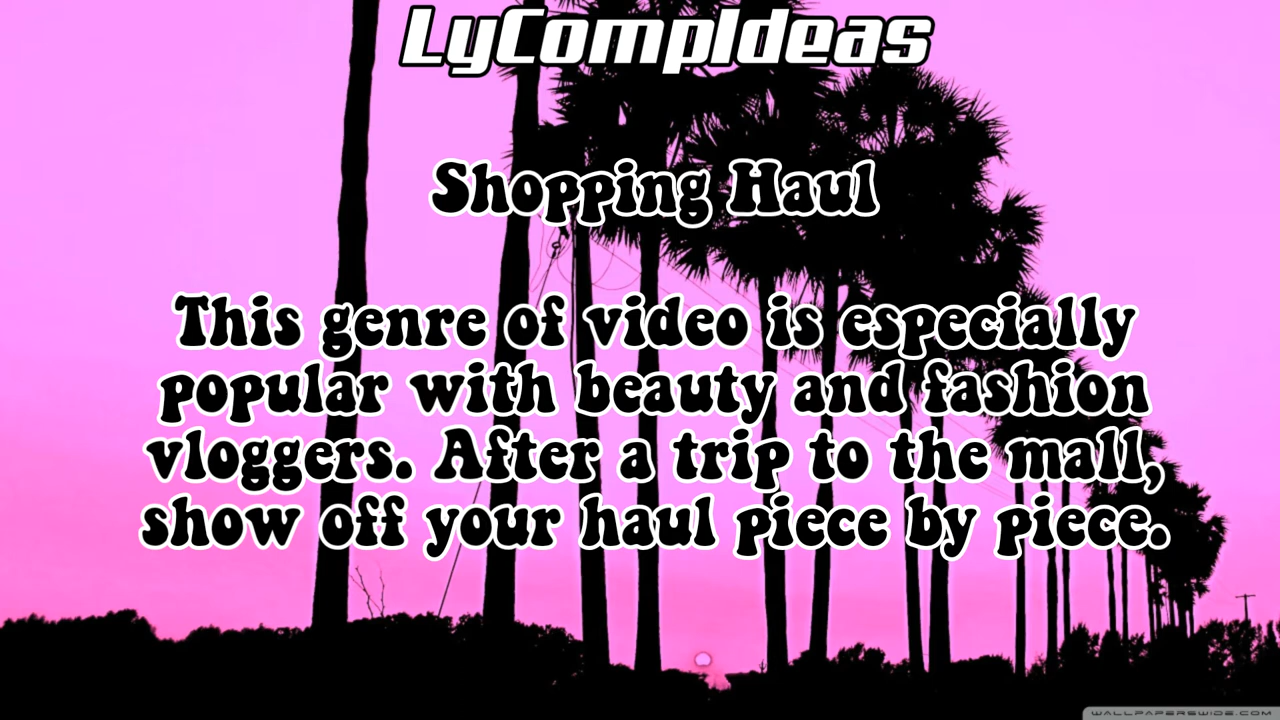 LyCompIdeas
Shopping Haul
This genre of video is especially
popular with beauty and fashion
vloggers. After a trip to the mall,
show off your haul piece by piece.
WALLPAPERSWIDE.COM